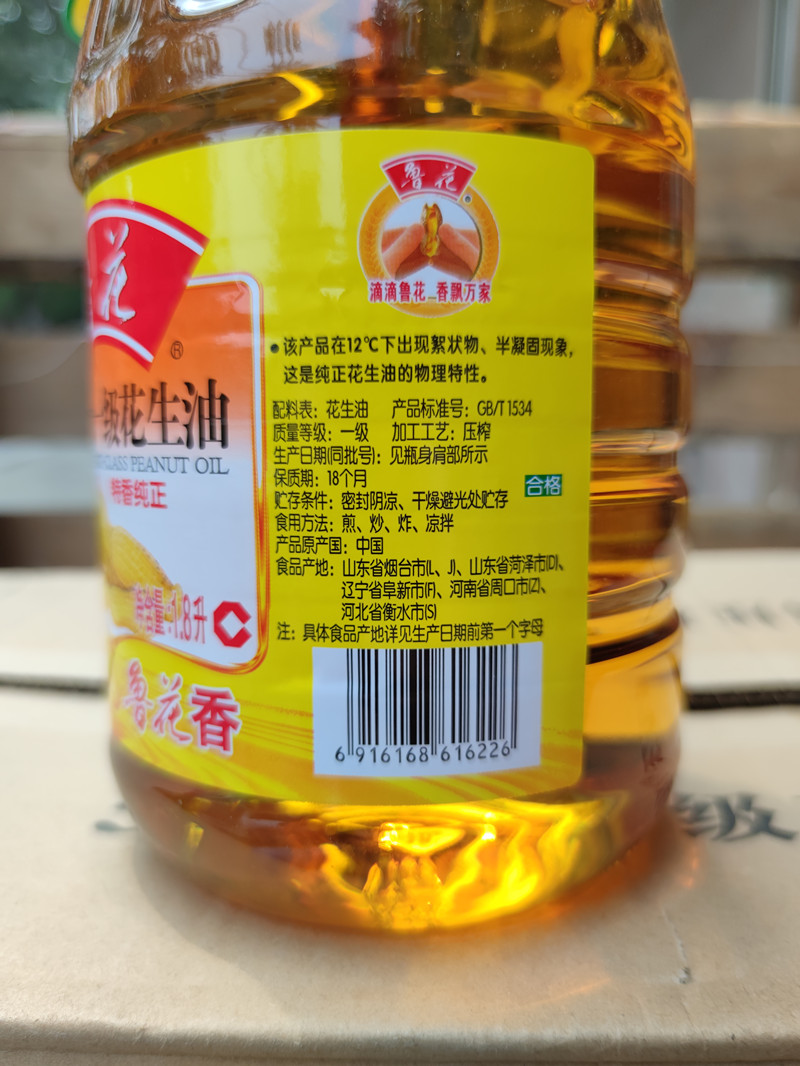 鲁花
滴滴鲁花 香飘万家
花
®
●该产品在12℃下出现絮状物、半凝固现象,
这是纯正花生油的物理特性。
级花生油
PEANUT OIL
特香纯正
净含量:1.8升
鲁花香
配料表：花生油 产品标准号：GB/T 1534
质量等级：一级 加工工艺：压榨
生产日期(同批号)：见瓶身肩部所示
保质期：18个月
合格
贮存条件：密封阴凉、干燥避光处贮存
食用方法：煎、炒、炸、凉拌
产品原产国：中国
食品产地：山东省烟台市(L、J)、山东省菏泽市(D)、
辽宁省阜新市(F)、河南省周口市(Z)、
河北省衡水市(S)
注：具体食品产地详见生产日期前第一个字母
6 916168 616226
级